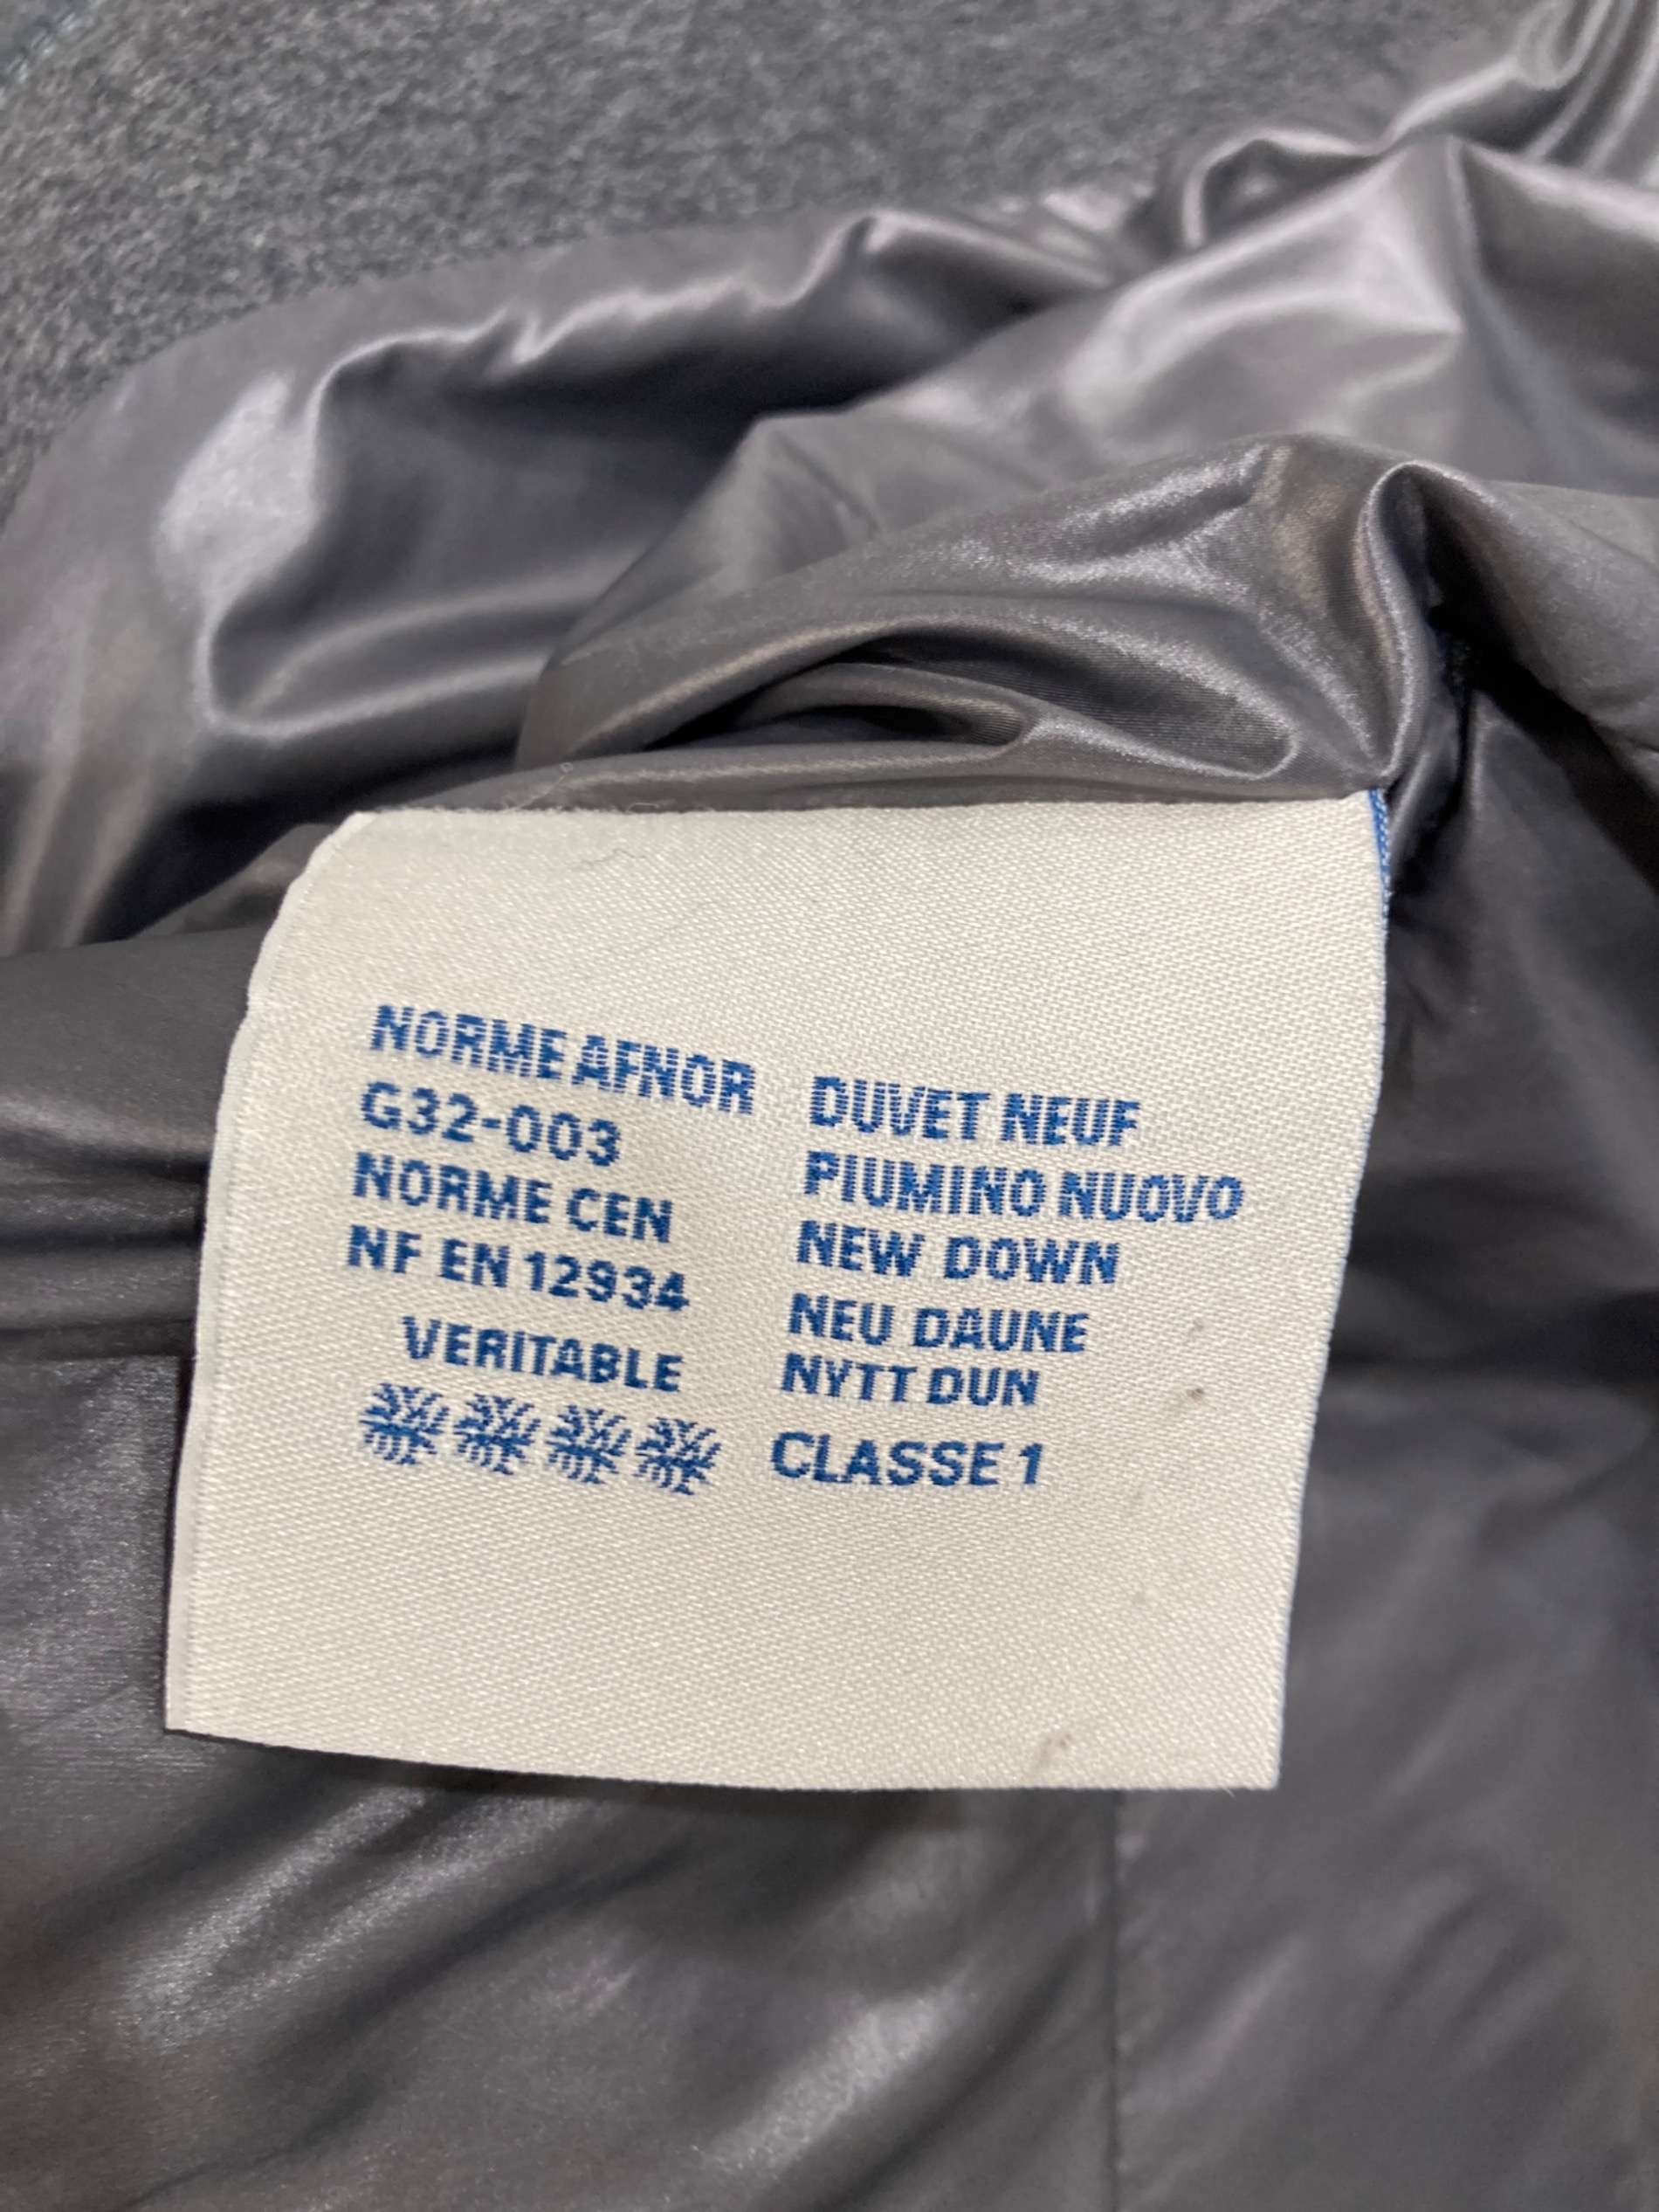 NORME AFNOR
G32-003
NORME CEN
NF EN 12934
VERITABLE
DUVET NEUF
PIUMINO NUOVO
NEW DOWN
NEU DAUNE
NYTT DUN
CLASSE 1